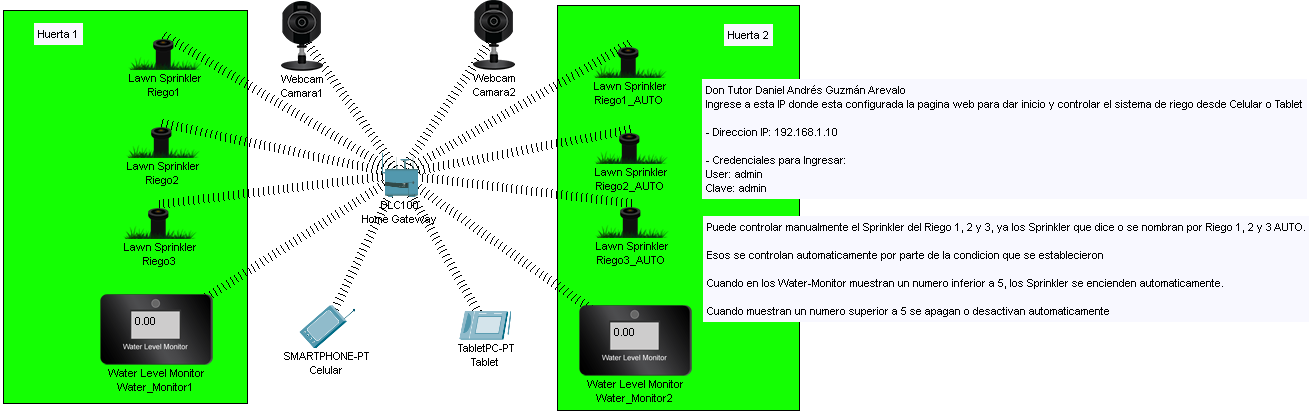 Huerta 1
Lawn Sprinkler
Riego1
Lawn Sprinkler
Riego2
Lawn Sprinkler
Riego3
0.00
Water Level Monitor
Water Level Monitor
Water_Monitor1
Webcam
Camara1
Webcam
Camara2
DLC100
Home Gateway
SMARTPHONE-PT
Celular
TabletPC-PT
Tablet
Huerta 2
Lawn Sprinkler
Riego1_AUTO
Lawn Sprinkler
Riego2_AUTO
Lawn Sprinkler
Riego3_AUTO
0.00
Water Level Monitor
Water Level Monitor
Water_Monitor2
Don Tutor Daniel Andrés Guzmán Arevalo
Ingrese a esta IP donde esta configurada la pagina web para dar inicio y controlar el sistema de riego desde Celular o Tablet
- Direccion IP: 192.168.1.10
- Credenciales para Ingresar:
User: admin
Clave: admin
Puede controlar manualmente el Sprinkler del Riego 1, 2 y 3, ya los Sprinkler que dice o se nombran por Riego 1, 2 y 3 AUTO.
Esos se controlan automaticamente por parte de la condicion que se establecieron
Cuando en los Water-Monitor muestran un numero inferior a 5, los Sprinkler se encienden automaticamente.
Cuando muestran un numero superior a 5 se apagan o desactivan automaticamente